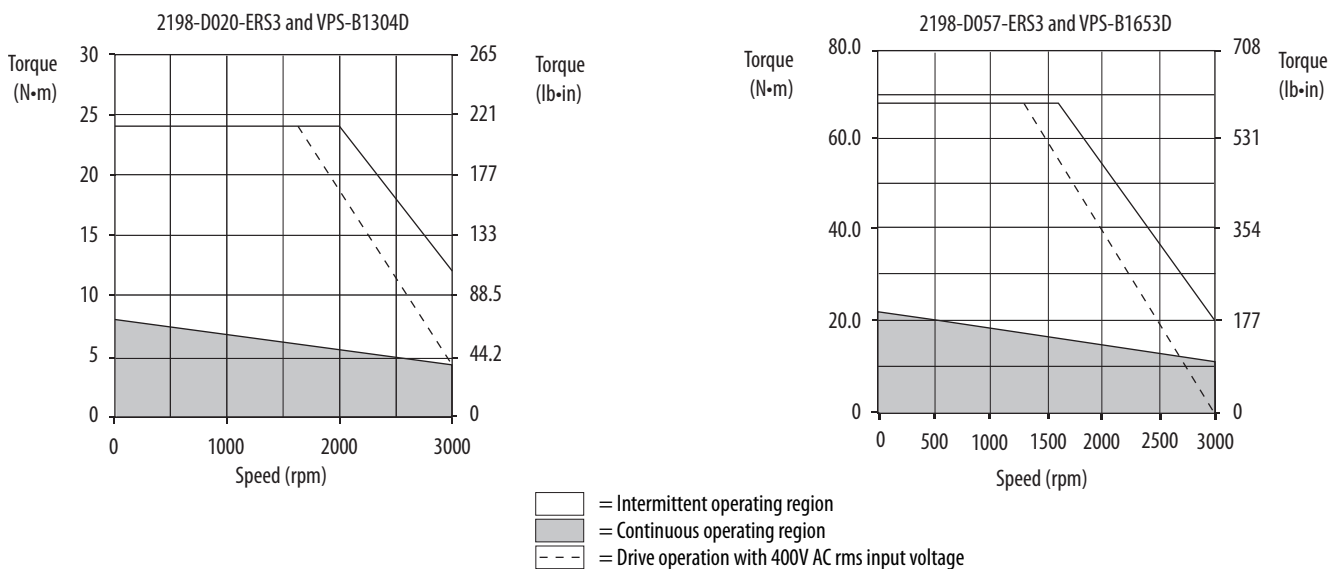 2198-D020-ERS3 and VPS-B1304D
Torque
(N•m)
30
25
20
15
10
5
0
265
221
177
133
88.5
44.2
0
Torque
(lb•in)
0
1000
2000
3000
Speed (rpm)
2198-D057-ERS3 and VPS-B1653D
Torque
(N•m)
80.0
60.0
40.0
20.0
0
708
531
354
177
0
Torque
(lb•in)
0
500
1000
1500
2000
2500
3000
Speed (rpm)
= Intermittent operating region
= Continuous operating region
= Drive operation with 400V AC rms input voltage